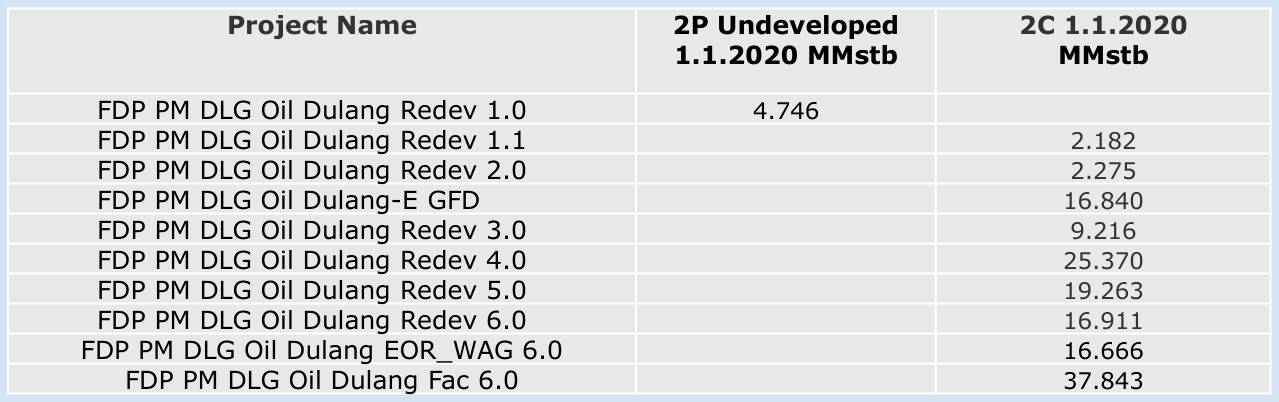 Project Name 2P Undeveloped 2C 1.1.2020
1.1.2020 MMstb MMstb
FDP PM DLG Oil Dulang Redev 1.0 4.746
FDP PM DLG Oil Dulang Redev 1.1 2.182
FDP PM DLG Oil Dulang Redev 2.0 2.275
FDP PM DLG Oil Dulang-E GFD 16.840
FDP PM DLG Oil Dulang Redev 3.0 9.216
FDP PM DLG Oil Dulang Redev 4.0 25.370
FDP PM DLG Oil Dulang Redev 5.0 19.263
FDP PM DLG Oil Dulang Redev 6.0 16.911
FDP PM DLG Oil Dulang EOR_WAG 6.0 16.666
FDP PM DLG Oil Dulang Fac 6.0 37.843